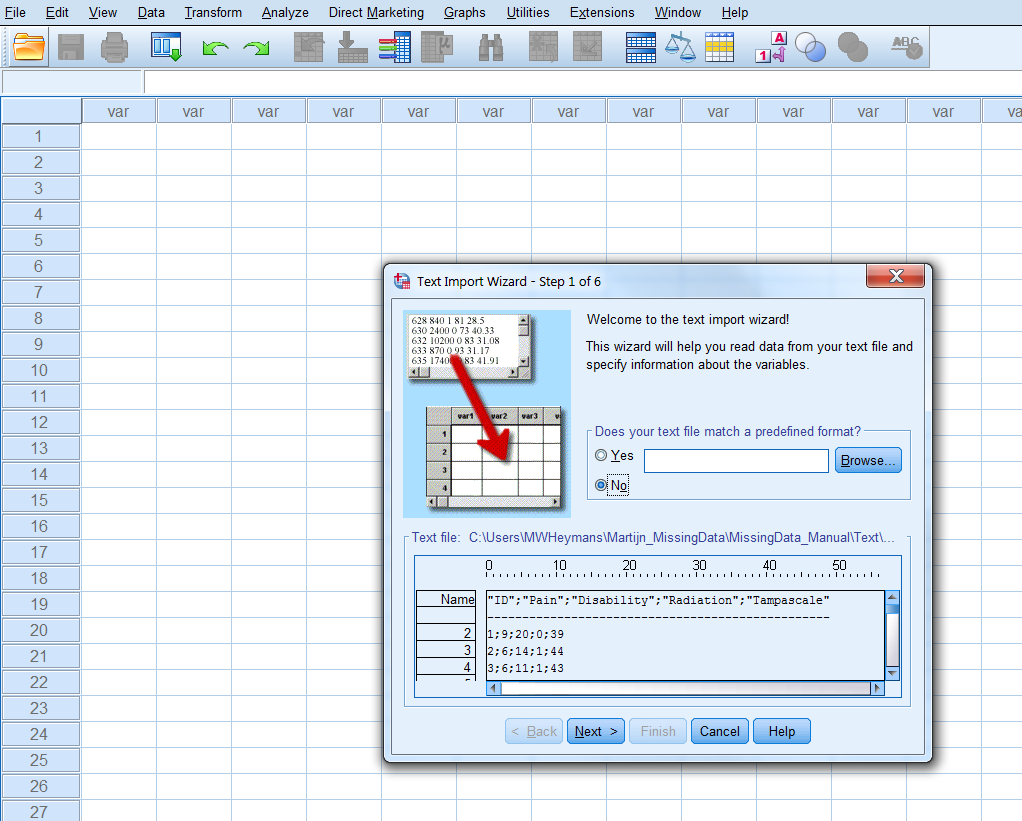 File Edit View Data Transform Analyze Direct Marketing Graphs Utilities Extensions Window Help
1 A ABC
var var var var var var var var var var var var va
1
2
3
4
5
6
7
8
9
10
11
12
13
14
15
16
17
18
19
20
21
22
23
24
25
26
27
Text Import Wizard - Step 1 of 6
628 840 1 81 28.5
630 2400 0 73 40.33
632 10200 0 83 31.08
633 870 0 93 31.17
635 1740 83 41.91
var1 var2 var3 v
1
2
3
4
Welcome to the text import wizard!
This wizard will help you read data from your text file and
specify information about the variables.
Does your text file match a predefined format?
Yes Browse...
No
Text file: C:\Users\MWHeymans\Martijn_MissingData\MissingData_Manual\Text\...
0 10 20 30 40 50
Name "ID";"Pain";"Disability";"Radiation";"Tampascale"
2 1;9;20;0;39
3 2;6;14;1;44
4 3;6;11;1;43
< Back Next > Finish Cancel Help